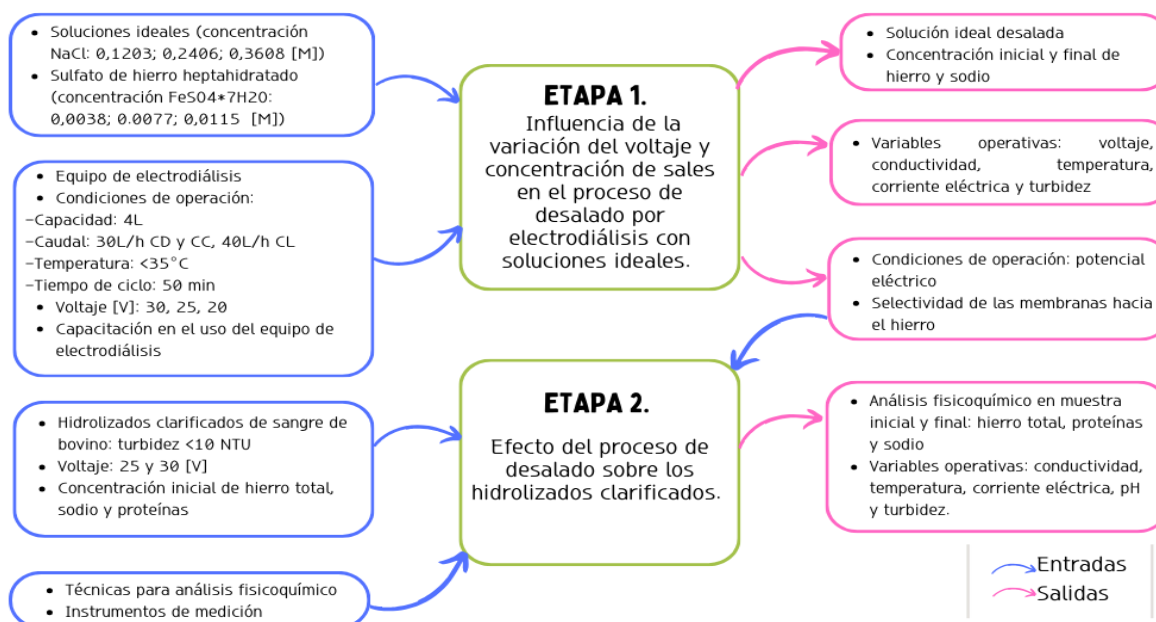 • Soluciones ideales (concentración
NaCl: 0,1203; 0,2406; 0,3608 [M])
• Sulfato de hierro heptahidratado
(concentración FeSO4*7H2O:
0,0038; 0.0077; 0,0115 [M])
• Equipo de electrodiálisis
• Condiciones de operación:
-Capacidad: 4L
-Caudal: 30L/h CD y CC, 40L/h CL
-Temperatura: <35°C
-Tiempo de ciclo: 50 min
• Voltaje [V]: 30, 25, 20
• Capacitación en el uso del equipo de
electrodiálisis
ETAPA 1.
Influencia de la
variación del voltaje y
concentración de sales
en el proceso de
desalado por
electrodiálisis con
soluciones ideales.
• Solución ideal desalada
• Concentración inicial y final de
hierro y sodio
• Variables operativas: voltaje,
conductividad, temperatura,
corriente eléctrica y turbidez
• Condiciones de operación: potencial
eléctrico
• Selectividad de las membranas hacia
el hierro
• Hidrolizados clarificados de sangre de
bovino: turbidez <10 NTU
• Voltaje: 25 y 30 [V]
• Concentración inicial de hierro total,
sodio y proteínas
• Técnicas para análisis fisicoquímico
• Instrumentos de medición
ETAPA 2.
Efecto del proceso de
desalado sobre los
hidrolizados clarificados.
• Análisis fisicoquímico en muestra
inicial y final: hierro total, proteínas
y sodio
• Variables operativas: conductividad,
temperatura, corriente eléctrica, pH
y turbidez.
Entradas
Salidas